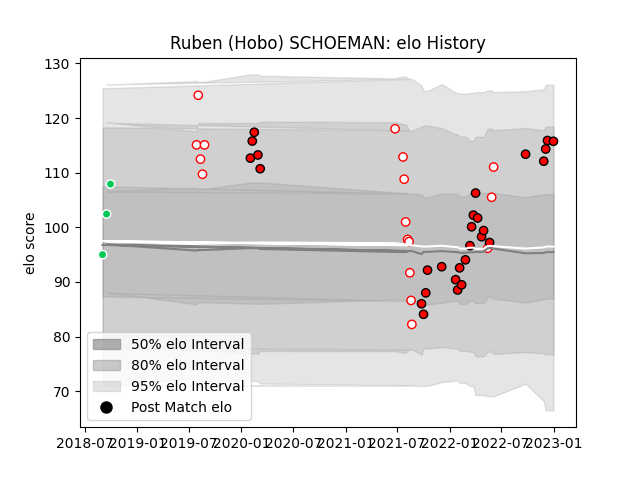 Ruben (Hobo) SCHOEMAN: elo History
elo score
130
120
110
100
90
80
70
50% elo Interval
80% elo Interval
95% elo Interval
Post Match elo
2018-07 2019-01 2019-07 2020-01 2020-07 2021-01 2021-07 2022-01 2022-07 2023-01